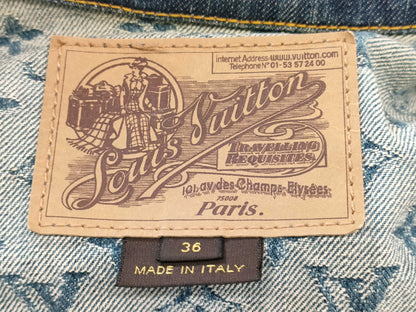 internet Address-www.vuitton.com
Telephone N° 01-53 57 24 00
Louis Vuitton
TRAVELLING
REQUISITES.
101, av. des Champs-Elysées
75008
Paris.
36
MADE IN ITALY